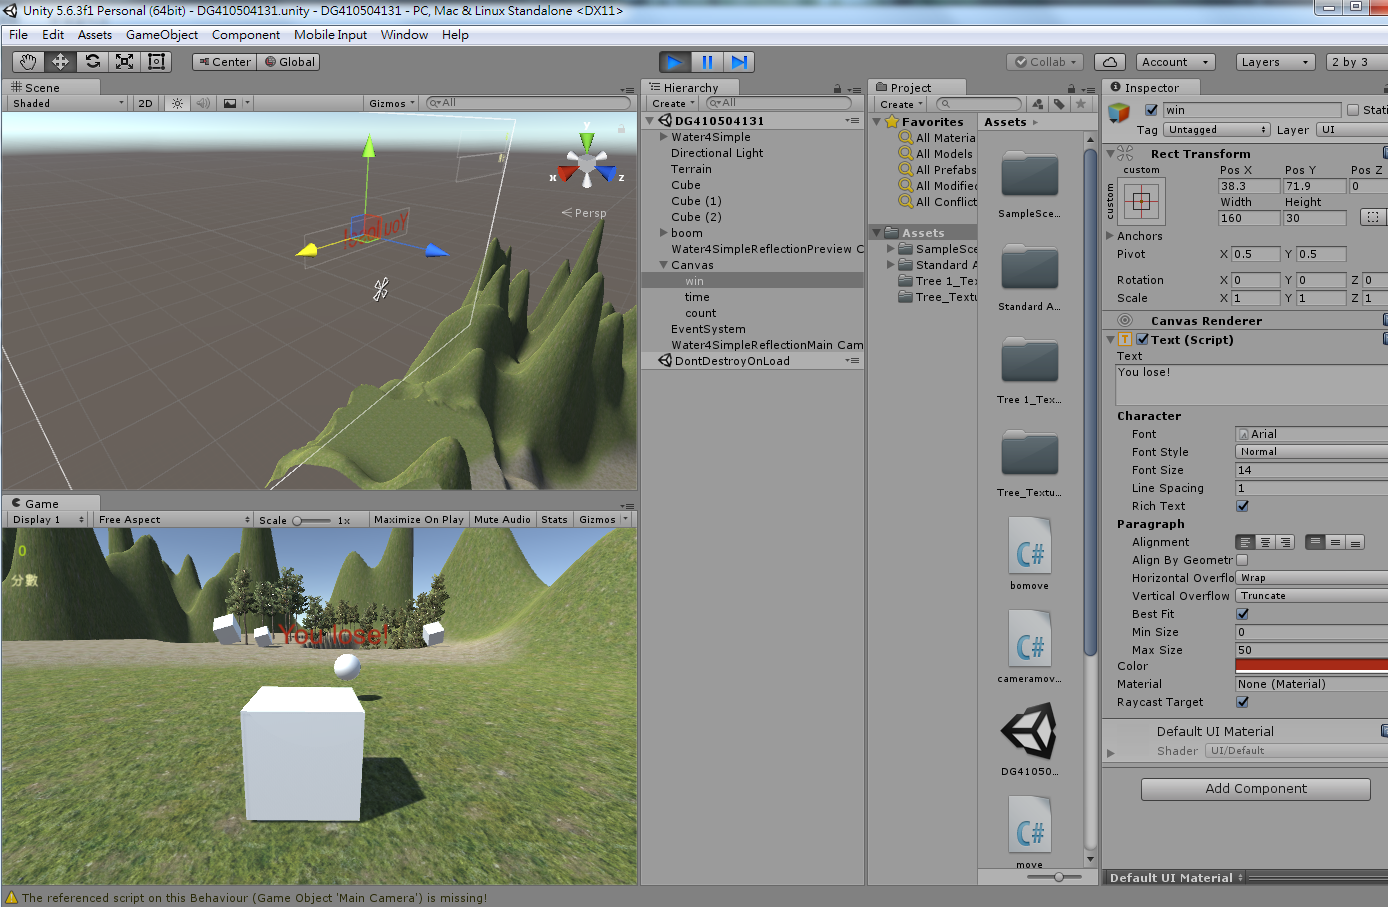 Unity 5.6.3f1 Personal (64bit) - DG410504131.unity - DG410504131 - PC, Mac & Linux Standalone <DX11>
File Edit Assets GameObject Component Mobile Input Window Help
Center Global Collab Account Layers 2 by 3
Scene
Shaded 2D Gizmos All
y
x z
Persp
You lose!
Game
Display 1 Free Aspect Scale 1x Maximize On Play Mute Audio Stats Gizmos
0
分數
You lose!
Hierarchy
Create All
DG410504131
Water4Simple
Directional Light
Terrain
Cube
Cube (1)
Cube (2)
boom
Water4SimpleReflectionPreview C
Canvas
win
time
count
EventSystem
Water4SimpleReflectionMain Cam
DontDestroyOnLoad
Project
Create
Favorites
All Materia
All Models
All Prefabs
All Modified
All Conflict
Assets
SampleSce
Standard A
Tree 1_Tex
Tree_Textu
Assets
SampleSce...
Standard A...
Tree 1_Tex...
Tree_Textu...
C#
bomove
C#
cameramov...
DG41050...
C#
move
Inspector
win Stati
Tag Untagged Layer UI
Rect Transform
custom Pos X Pos Y Pos Z
custom 38.3 71.9 0
Width Height
160 30
Anchors
Pivot X 0.5 Y 0.5
Rotation X 0 Y 0 Z 0
Scale X 1 Y 1 Z 1
Canvas Renderer
Text (Script)
Text
You lose!
Character
Font Arial
Font Style Normal
Font Size 14
Line Spacing 1
Rich Text
Paragraph
Alignment
Align By Geometr
Horizontal Overflo Wrap
Vertical Overflow Truncate
Best Fit
Min Size 0
Max Size 50
Color
Material None (Material)
Raycast Target
Default UI Material
Shader UI/Default
Add Component
Default UI Material
The referenced script on this Behaviour (Game Object 'Main Camera') is missing!